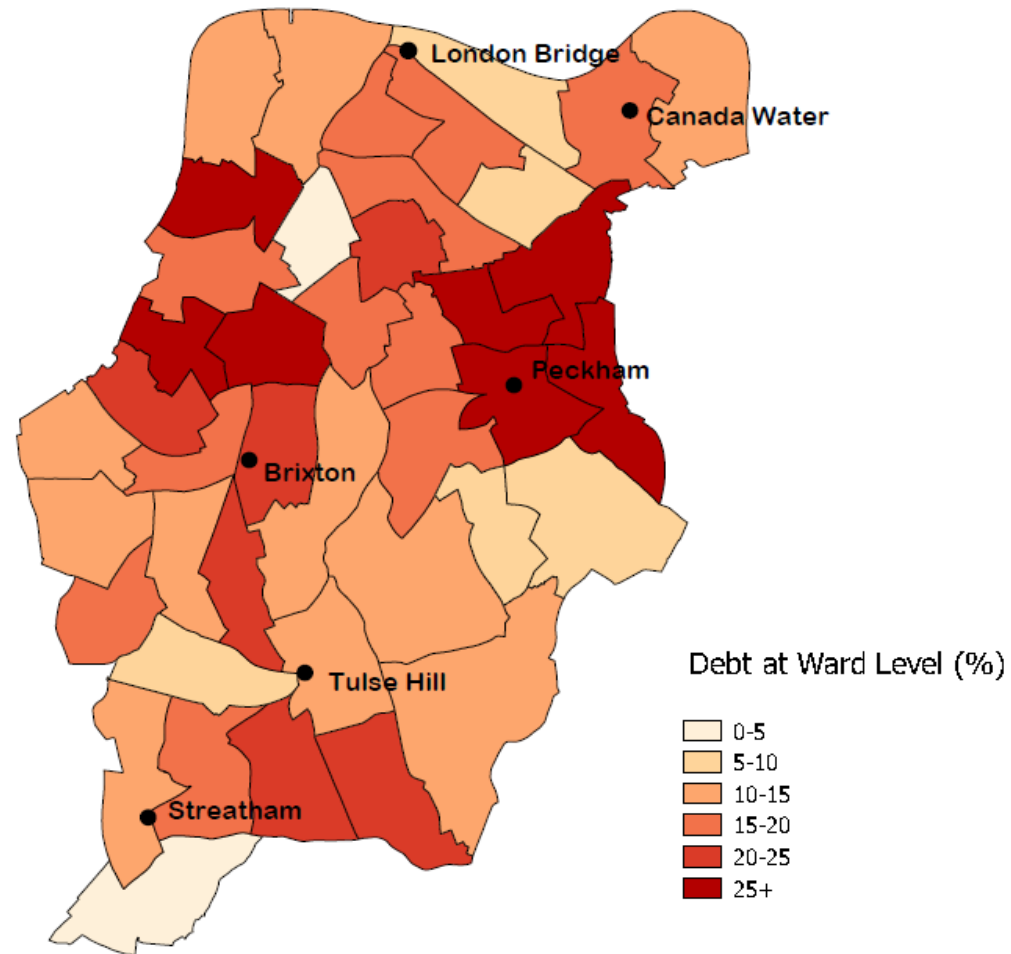 London Bridge
Canada Water
Peckham
Brixton
Tulse Hill
Streatham
Debt at Ward Level (%)
0-5
5-10
10-15
15-20
20-25
25+